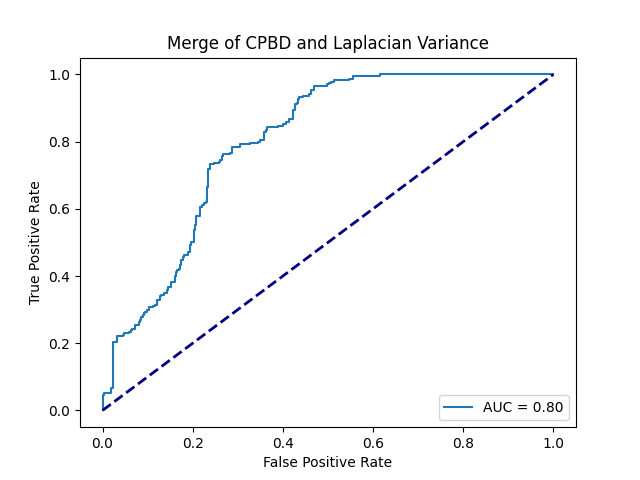 Merge of CPBD and Laplacian Variance
True Positive Rate
1.0
0.8
0.6
0.4
0.2
0.0
AUC = 0.80
0.0 0.2 0.4 0.6 0.8 1.0
False Positive Rate